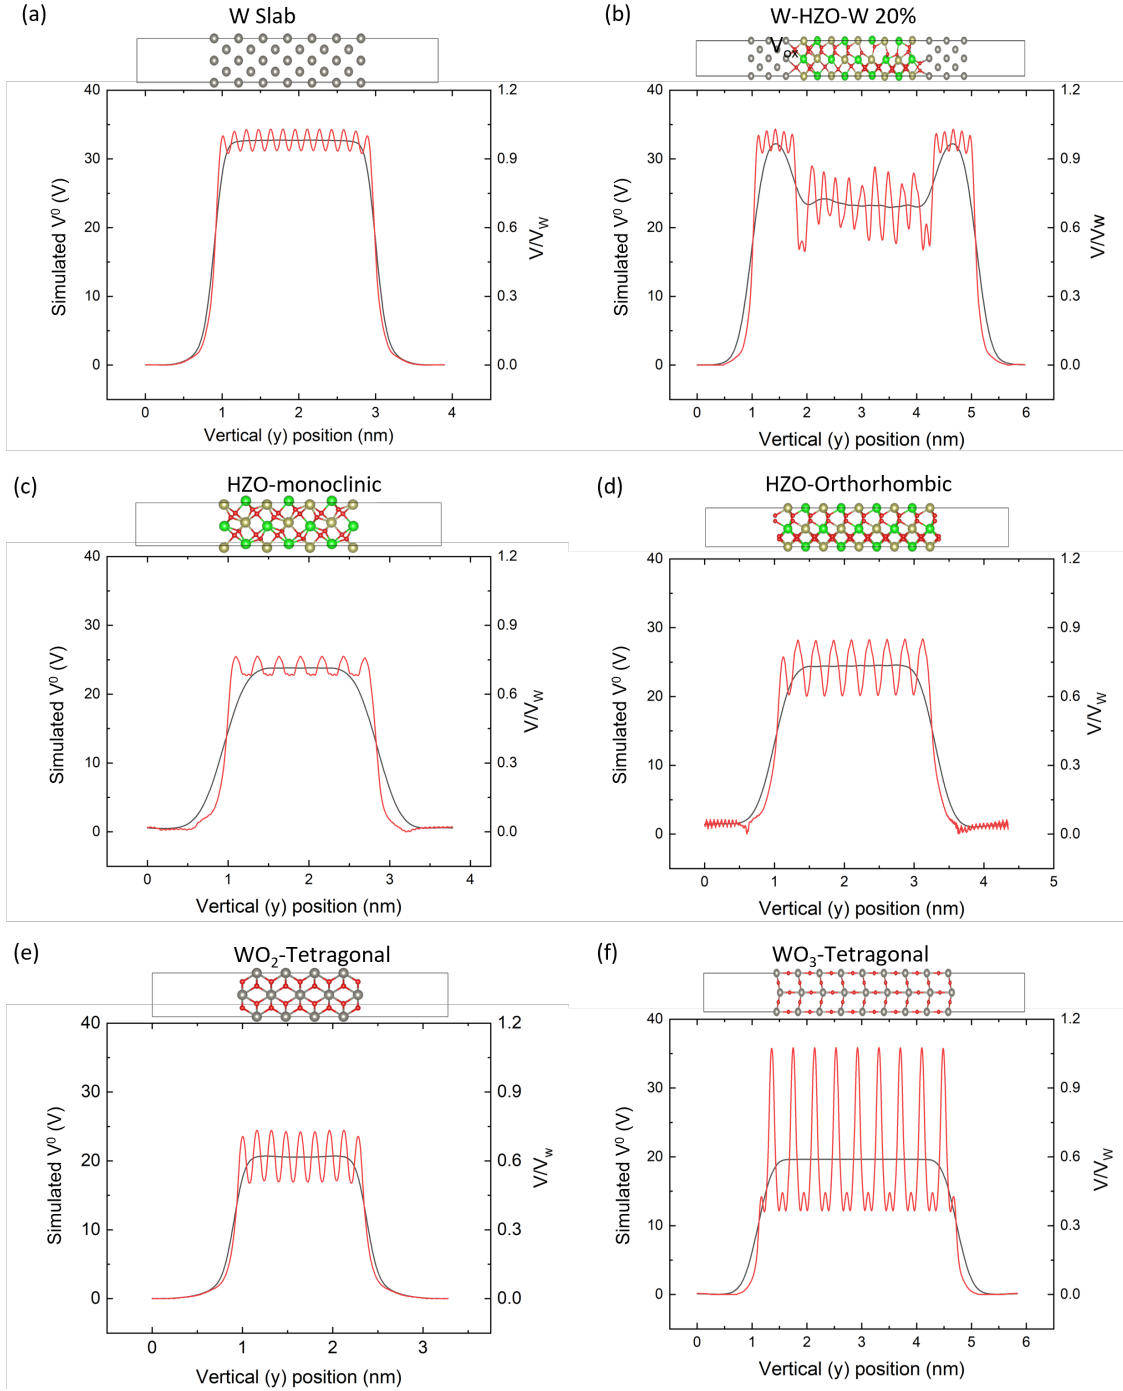 (a)
W Slab
40
30
20
10
0
Simulated V⁰ (V)
1.2
0.9
0.6
0.3
0.0
V/V_W
0 1 2 3 4
Vertical (y) position (nm)
(b)
W-HZO-W 20%
V_ox
40
30
20
10
0
Simulated V⁰ (V)
1.2
0.9
0.6
0.3
0.0
V/Vw
0 1 2 3 4 5 6
Vertical (y) position (nm)
(c)
HZO-monoclinic
40
30
20
10
0
Simulated V⁰ (V)
1.2
0.9
0.6
0.3
0.0
V/V_W
0 1 2 3 4
Vertical (y) position (nm)
(d)
HZO-Orthorhombic
40
30
20
10
0
Simulated V⁰ (V)
1.2
0.9
0.6
0.3
0.0
V/V_W
0 1 2 3 4 5
Vertical (y) position (nm)
(e)
WO₂-Tetragonal
40
30
20
10
0
Simulated V⁰ (V)
1.2
0.9
0.6
0.3
0.0
V/V_w
0 1 2 3
Vertical (y) position (nm)
(f)
WO₃-Tetragonal
40
30
20
10
0
Simulated V⁰ (V)
1.2
0.9
0.6
0.3
0.0
V/V_W
0 1 2 3 4 5 6
Vertical (y) position (nm)